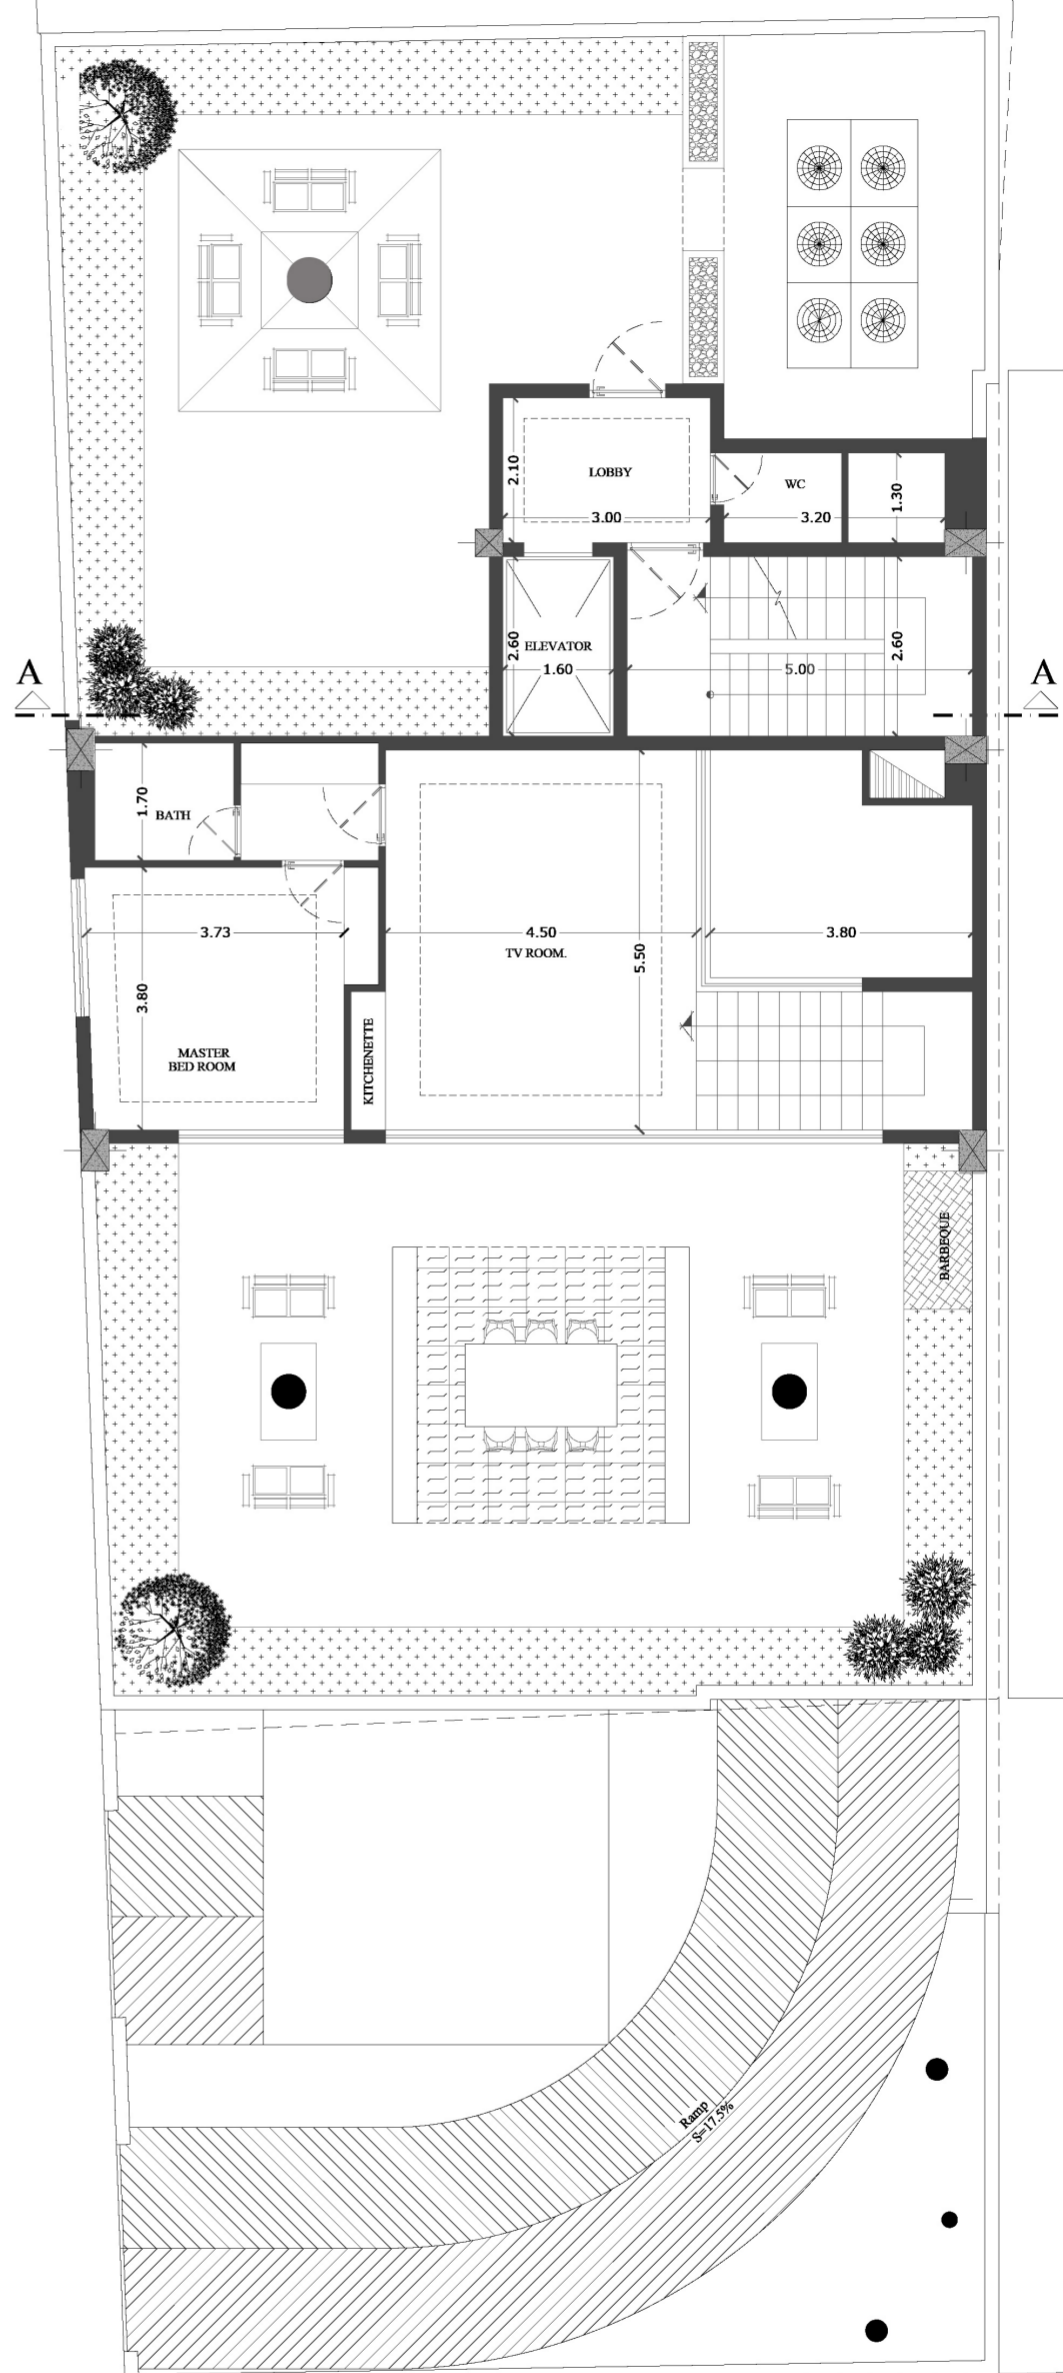 2.10
LOBBY
3.00
WC
3.20
1.30
A
2.60
ELEVATOR
1.60
5.00
2.60
A
1.70
BATH
3.73
3.80
MASTER
BED ROOM
KITCHENETTE
4.50
TV ROOM.
5.50
3.80
BARBEQUE
Ramp
S=17.5%